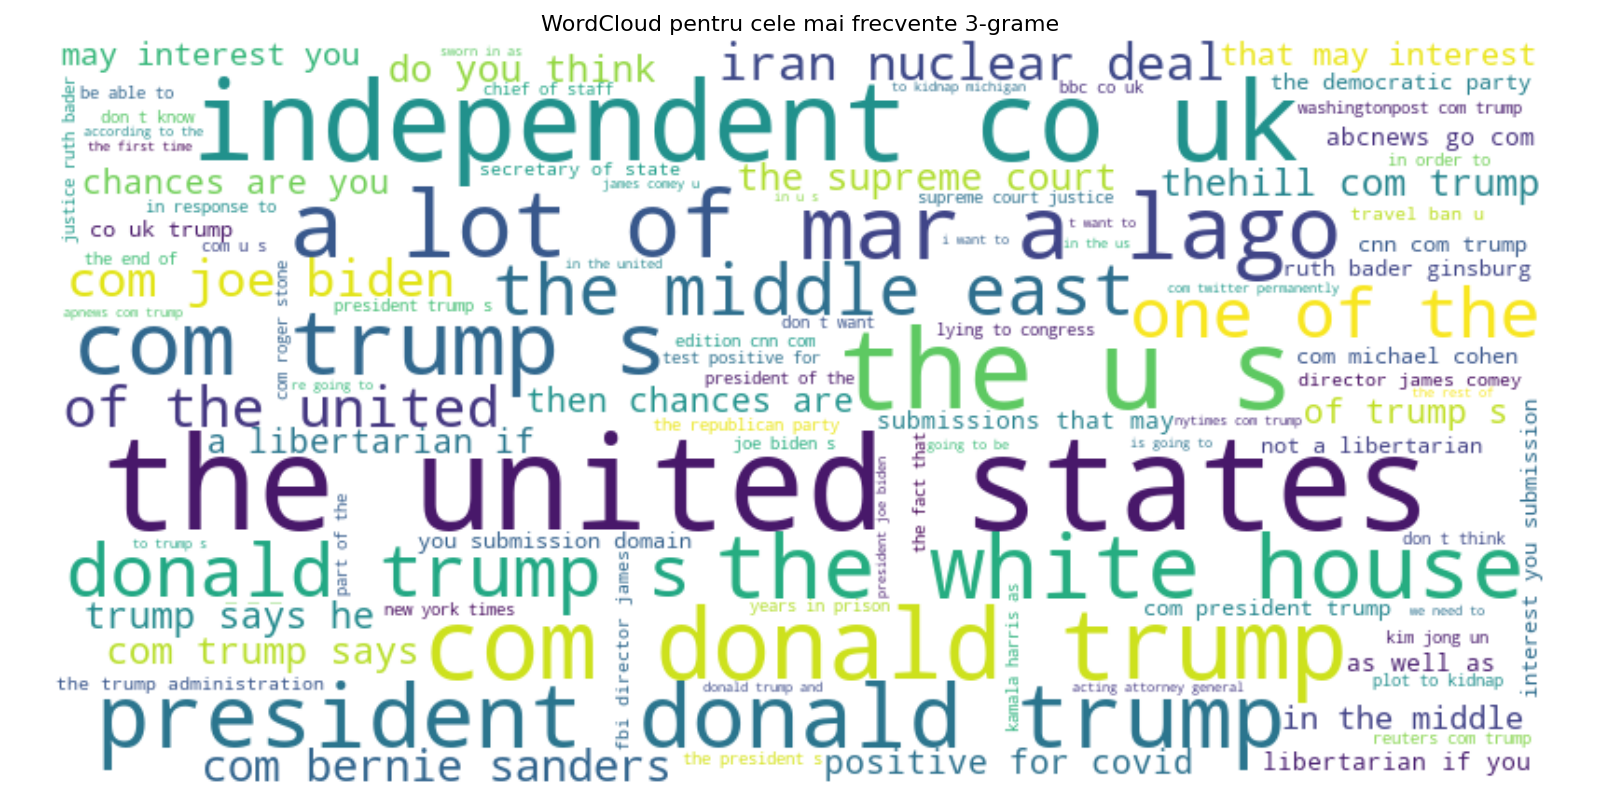 WordCloud pentru cele mai frecvente 3-grame
may interest you
sworn in as
do you think
iran nuclear deal
that may interest
be able to
chief of staff
to kidnap michigan
bbc co uk
the democratic party
justice ruth bader
don t know
according to the
the first time
independent co uk
washingtonpost com trump
abcnews go com
in order to
chances are you
secretary of state
james comey u
the supreme court
thehill com trump
in response to
in u s
supreme court justice
travel ban u
co uk trump
com u s
a lot of
mar a lago
t want to
i want to
in the us
cnn com trump
the end of
com joe biden
in the united
the middle east
ruth bader ginsburg
com twitter permanently
one of the
apnews com trump
president trump s
com roger stone
don t want
lying to congress
com trump s
edition cnn com
test positive for
the u s
com michael cohen
president of the
director james comey
re going to
the rest of
of the united
then chances are
submissions that may
nytimes com trump
of trump s
the republican party
a libertarian if
joe biden s
going to be
is going to
not a libertarian
the fact that
the united states
president joe biden
interest you submission
part of the
to trump s
you submission domain
don t think
donald trump s
the white house
fbi director james
trump says he
new york times
years in prison
kamala harris as
com president trump
we need to
com trump says
com donald trump
kim jong un
as well as
plot to kidnap
the trump administration
donald trump and
acting attorney general
president donald trump
in the middle
reuters com trump
com bernie sanders
the president s
positive for covid
libertarian if you